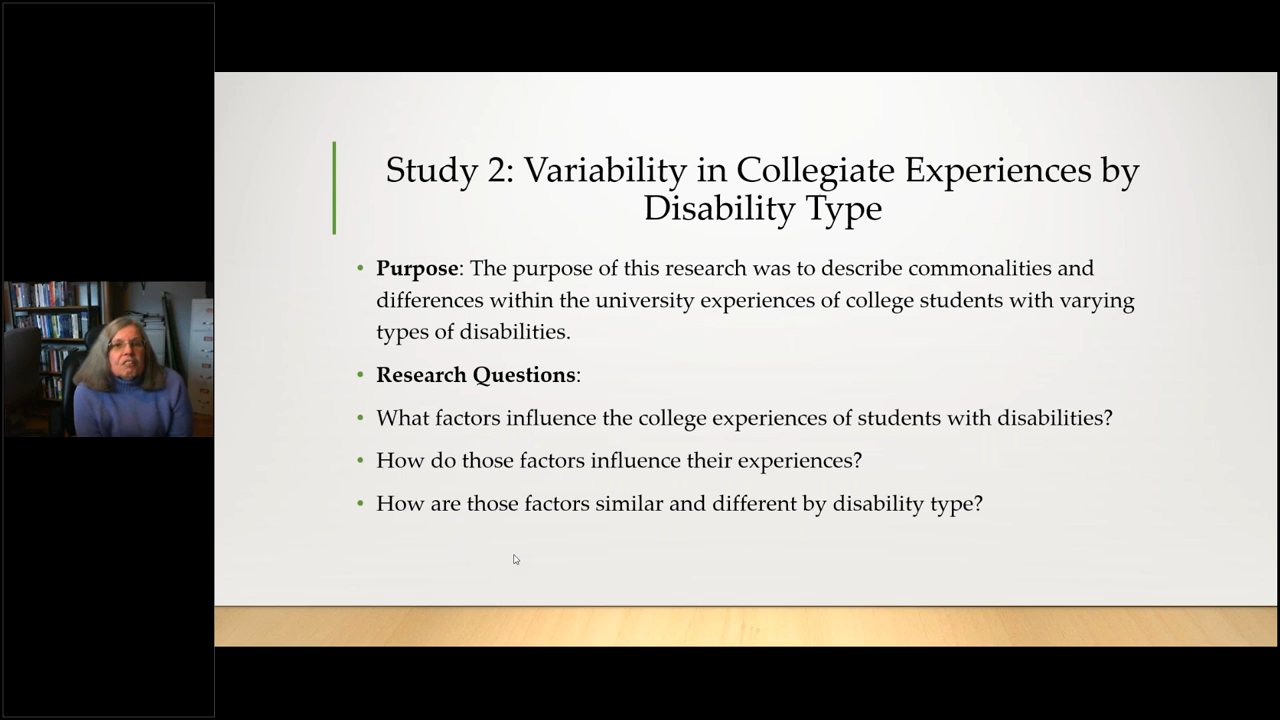 Study 2: Variability in Collegiate Experiences by
Disability Type
• Purpose: The purpose of this research was to describe commonalities and
differences within the university experiences of college students with varying
types of disabilities.
• Research Questions:
• What factors influence the college experiences of students with disabilities?
• How do those factors influence their experiences?
• How are those factors similar and different by disability type?